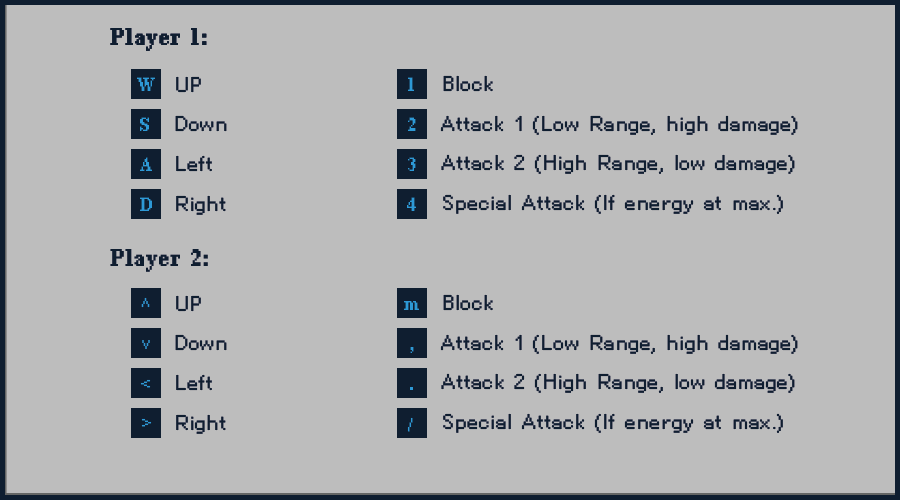 Player 1:
W UP 1 Block
S Down 2 Attack 1 (Low Range, high damage)
A Left 3 Attack 2 (High Range, low damage)
D Right 4 Special Attack (If energy at max.)
Player 2:
^ UP m Block
v Down , Attack 1 (Low Range, high damage)
< Left . Attack 2 (High Range, low damage)
> Right / Special Attack (If energy at max.)